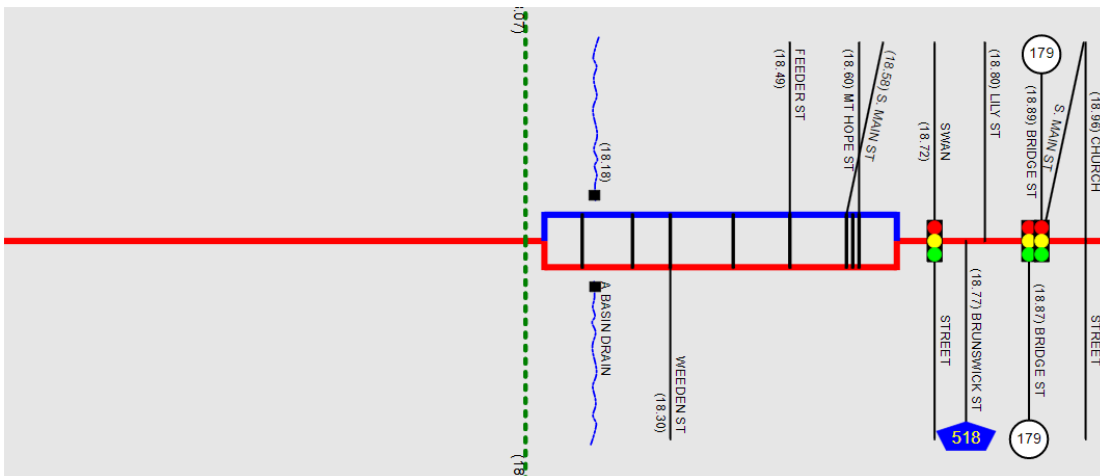 .07)
(18.18)
FEEDER ST
(18.49)
(18.60) MT HOPE ST
(18.58) S. MAIN ST
SWAN
(18.72)
(18.80) LILY ST
179
(18.89) BRIDGE ST
S. MAIN ST
(18.96) CHURCH
A BASIN DRAIN
WEEDEN ST
(18.30)
STREET
(18.77) BRUNSWICK ST
518
(18.87) BRIDGE ST
179
STREET
(18